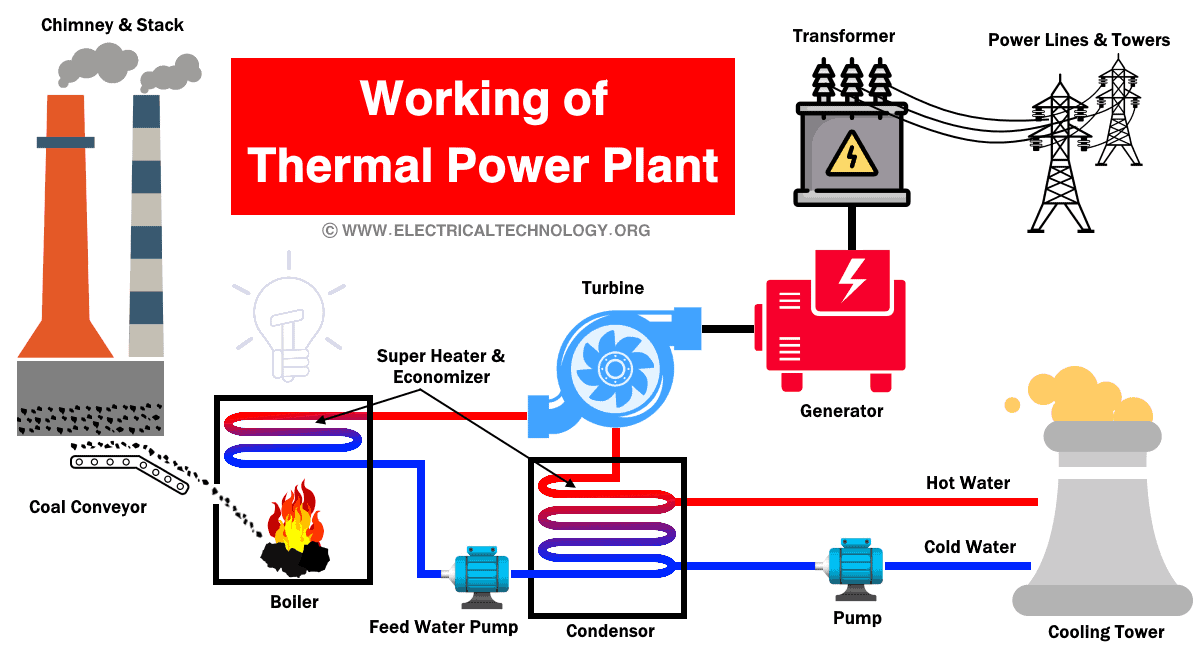 Chimney & Stack
Transformer
Power Lines & Towers
Working of
Thermal Power Plant
© WWW.ELECTRICALTECHNOLOGY.ORG
Turbine
Super Heater &
Economizer
Generator
Coal Conveyor
Hot Water
Cold Water
Boiler
Feed Water Pump
Condensor
Pump
Cooling Tower